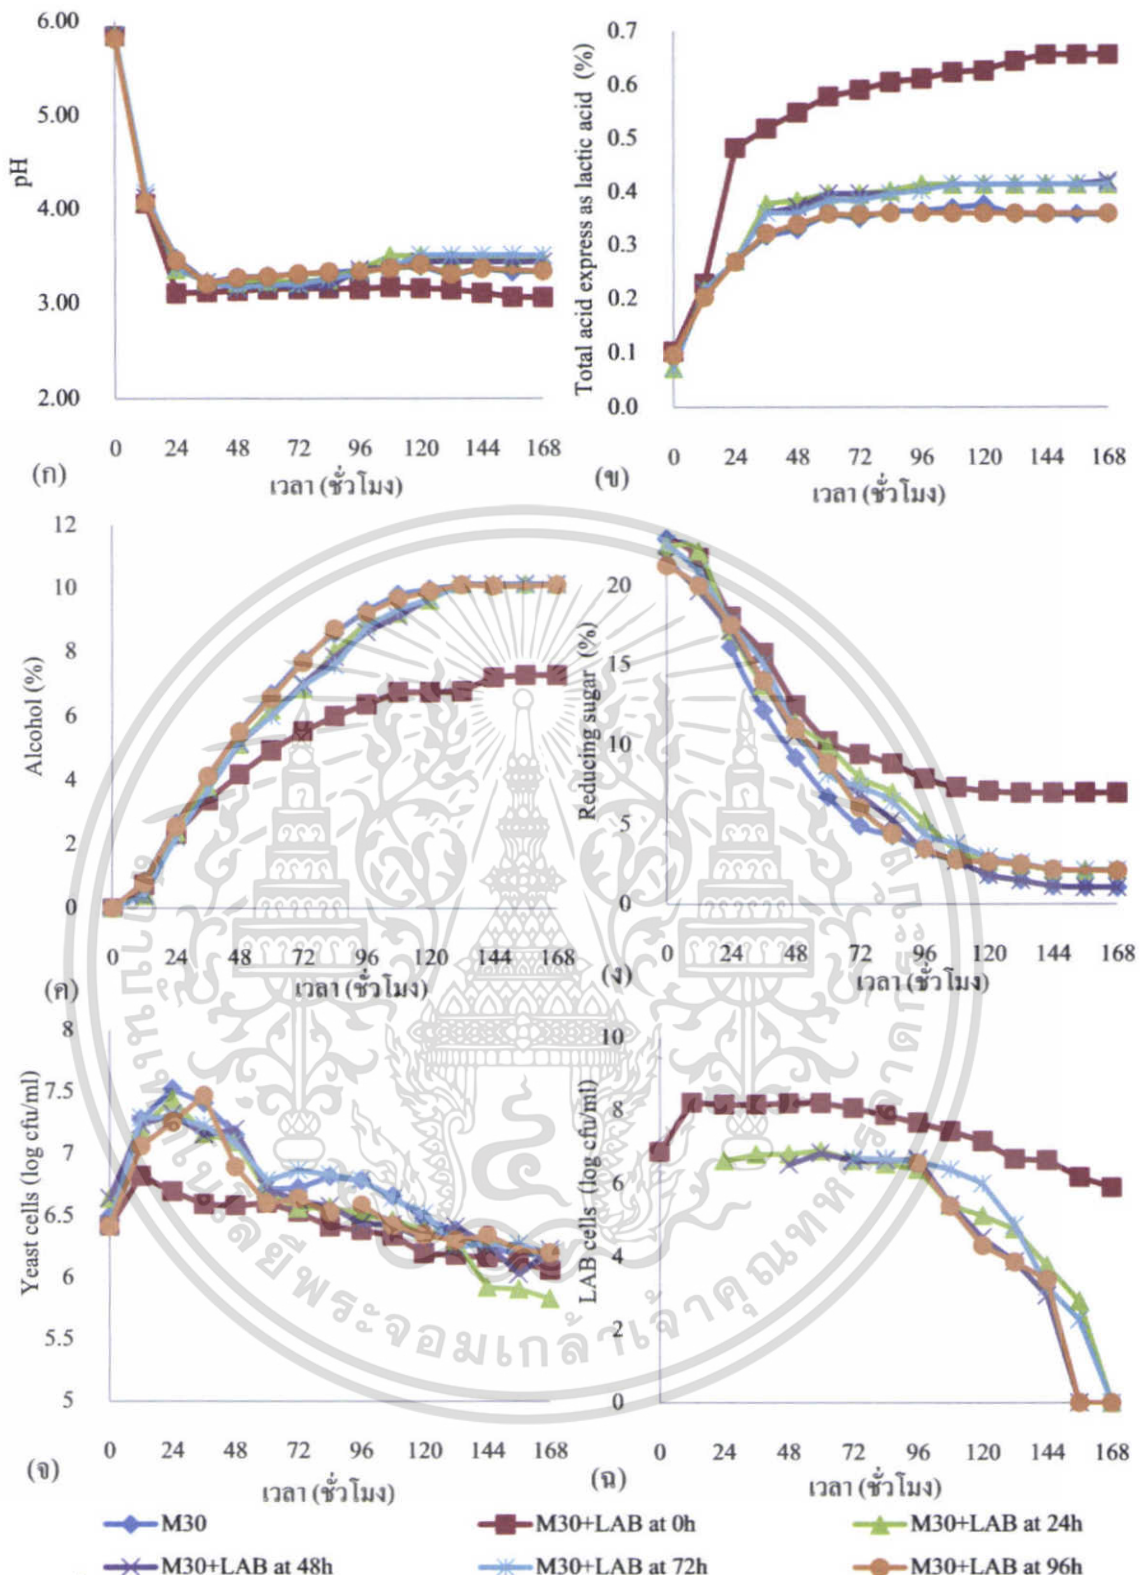 6.00
5.00
4.00
3.00
2.00
pH
0 24 48 72 96 120 144 168
(ก)
เวลา (ชั่วโมง)
0.7
0.6
0.5
0.4
0.3
0.2
0.1
0.0
Total acid express as lactic acid (%)
0 24 48 72 96 120 144 168
(ข)
เวลา (ชั่วโมง)
12
10
8
6
4
2
0
Alcohol (%)
0 24 48 72 96 120 144 168
(ค)
เวลา (ชั่วโมง)
20
15
10
5
0
Reducing sugar (%)
0 24 48 72 96 120 144 168
(ง)
เวลา (ชั่วโมง)
8
7.5
7
6.5
6
5.5
5
Yeast cells (log cfu/ml)
0 24 48 72 96 120 144 168
(จ)
เวลา (ชั่วโมง)
10
8
6
4
2
0
LAB cells (log cfu/ml)
0 24 48 72 96 120 144 168
(ฉ)
เวลา (ชั่วโมง)
M30 M30+LAB at 0h M30+LAB at 24h
M30+LAB at 48h M30+LAB at 72h M30+LAB at 96h